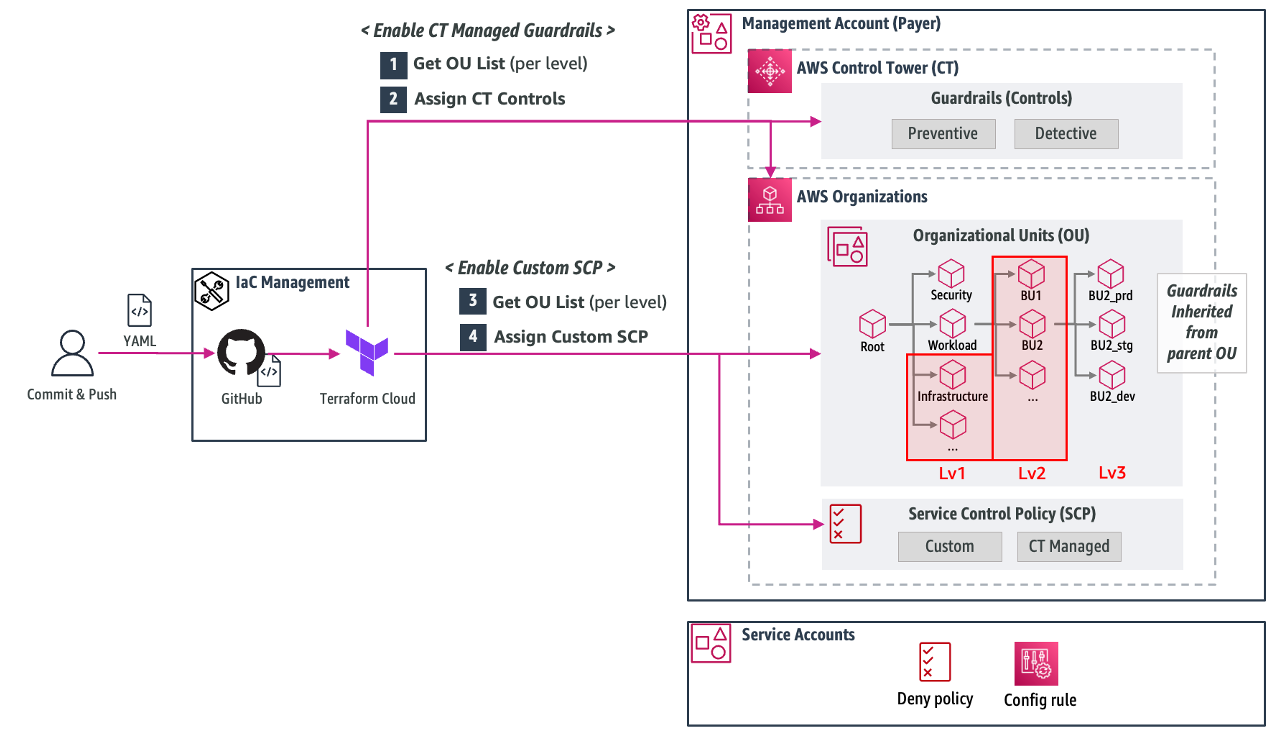 < Enable CT Managed Guardrails >
1 Get OU List (per level)
2 Assign CT Controls
Management Account (Payer)
AWS Control Tower (CT)
Guardrails (Controls)
Preventive
Detective
AWS Organizations
Organizational Units (OU)
Root
Security
Workload
Infrastructure
...
BU1
BU2
...
BU2_prd
BU2_stg
BU2_dev
Lv1
Lv2
Lv3
Guardrails
Inherited
from
parent OU
Service Control Policy (SCP)
Custom
CT Managed
< Enable Custom SCP >
3 Get OU List (per level)
4 Assign Custom SCP
IaC Management
YAML
</>
Commit & Push
GitHub
</>
Terraform Cloud
Service Accounts
Deny policy
Config rule